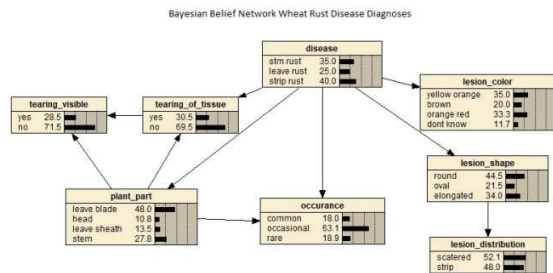 Bayesian Belief Network Wheat Rust Disease Diagnoses
disease
stm rust 35.0
leave rust 25.0
strip rust 40.0
lesion_color
yellow orange 35.0
brown 20.0
orange red 33.3
dont know 11.7
tearing_visible
yes 28.5
no 71.5
tearing_of_tissue
yes 30.5
no 69.5
lesion_shape
round 44.5
oval 21.5
elongated 34.0
plant_part
leave blade 48.0
head 10.8
leave sheath 13.5
stem 27.8
occurance
common 18.0
occasional 63.1
rare 18.9
lesion_distribution
scatered 52.1
strip 48.0